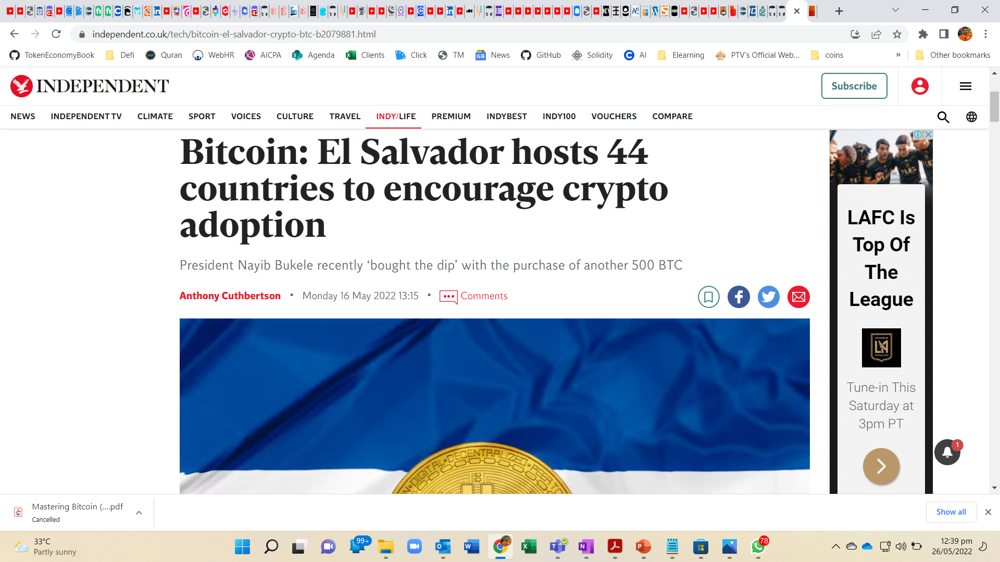 independent.co.uk/tech/bitcoin-el-salvador-crypto-btc-b2079881.html
TokenEconomyBook Defi Quran WebHR AICPA Agenda Clients Click TM News GitHub Solidity AI Elearning PTV's Official Web... coins » Other bookmarks
INDEPENDENT
Subscribe
NEWS INDEPENDENT TV CLIMATE SPORT VOICES CULTURE TRAVEL INDY/LIFE PREMIUM INDYBEST INDY100 VOUCHERS COMPARE
Bitcoin: El Salvador hosts 44
countries to encourage crypto
adoption
President Nayib Bukele recently ‘bought the dip’ with the purchase of another 500 BTC
Anthony Cuthbertson • Monday 16 May 2022 13:15 • Comments
DIGITAL • DECENTRALIZED • PEER TO
LAFC Is
Top Of
The
League
LOS ANGELES
FOOTBALL CLUB
Tune-in This
Saturday at
3pm PT
1
Mastering Bitcoin (....pdf
Cancelled
Show all
33°C
Partly sunny
99+
78
12:39 pm
26/05/2022